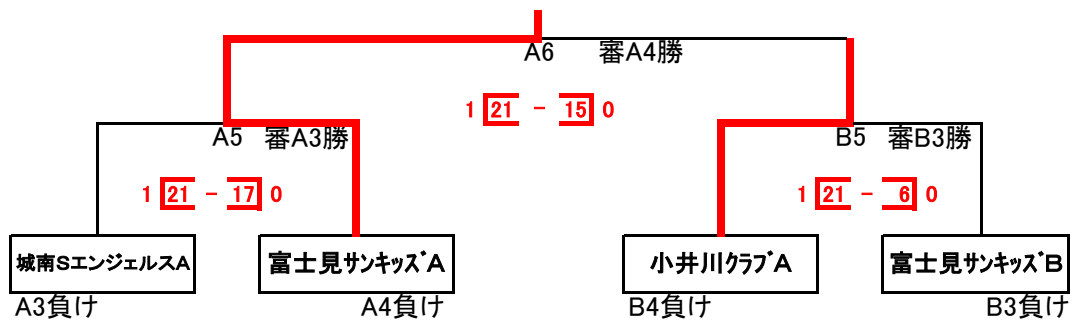 A6 審A4勝
1 21 - 15 0
A5 審A3勝
B5 審B3勝
1 21 - 17 0
1 21 - 6 0
城南SエンジェルスA
富士見サンキッズA
小井川クラブA
富士見サンキッズB
A3負け
A4負け
B4負け
B3負け